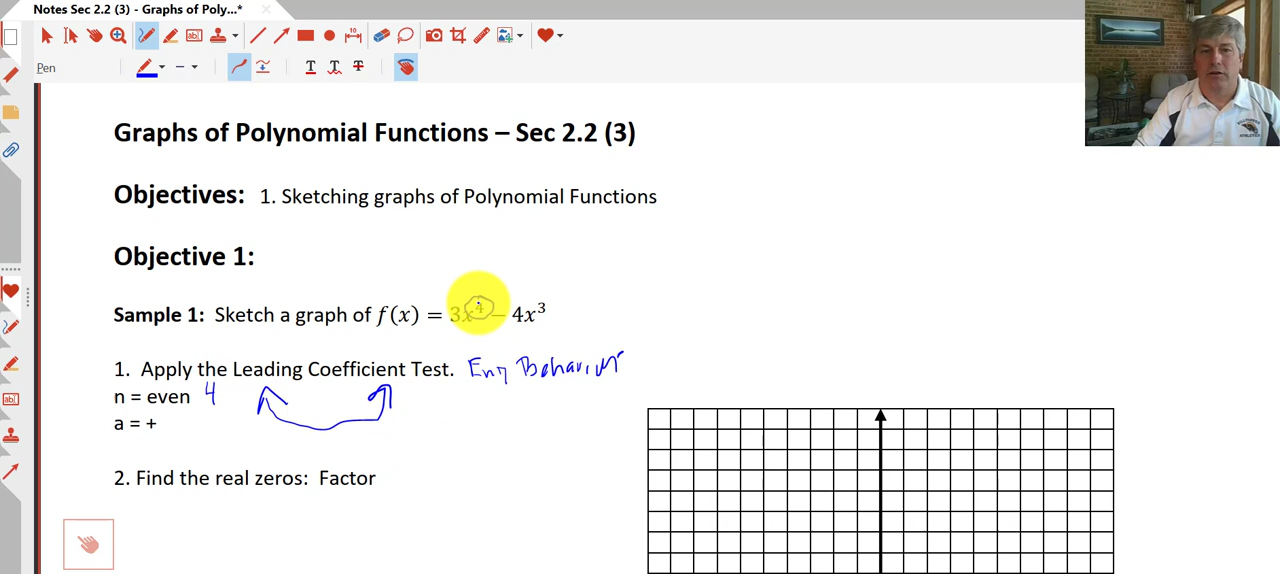 Notes Sec 2.2 (3) - Graphs of Poly...*
Pen
Graphs of Polynomial Functions – Sec 2.2 (3)
Objectives: 1. Sketching graphs of Polynomial Functions
Objective 1:
Sample 1: Sketch a graph of f(x) = 3x⁴ – 4x³
1. Apply the Leading Coefficient Test. End Behavior
n = even 4
a = +
2. Find the real zeros: Factor